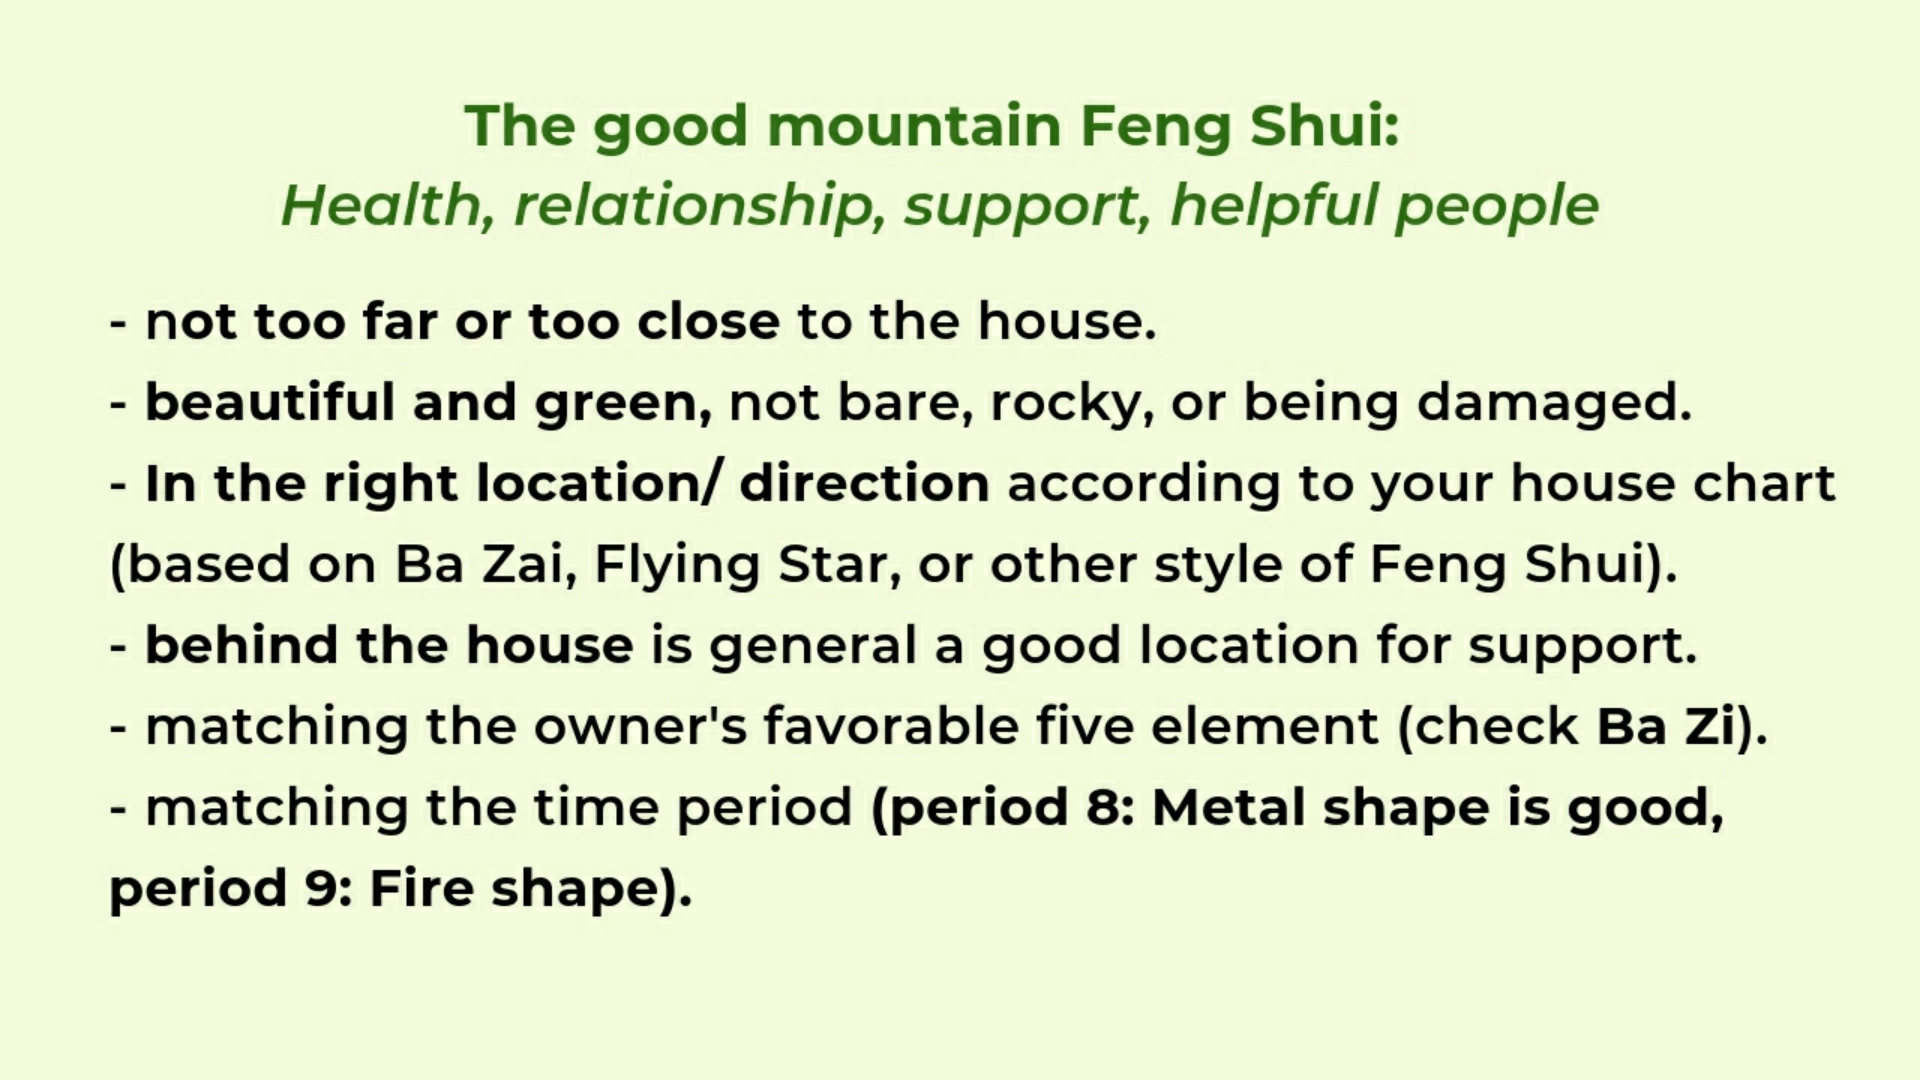 The good mountain Feng Shui:
Health, relationship, support, helpful people
- not too far or too close to the house.
- beautiful and green, not bare, rocky, or being damaged.
- In the right location/ direction according to your house chart
(based on Ba Zai, Flying Star, or other style of Feng Shui).
- behind the house is general a good location for support.
- matching the owner's favorable five element (check Ba Zi).
- matching the time period (period 8: Metal shape is good,
period 9: Fire shape).